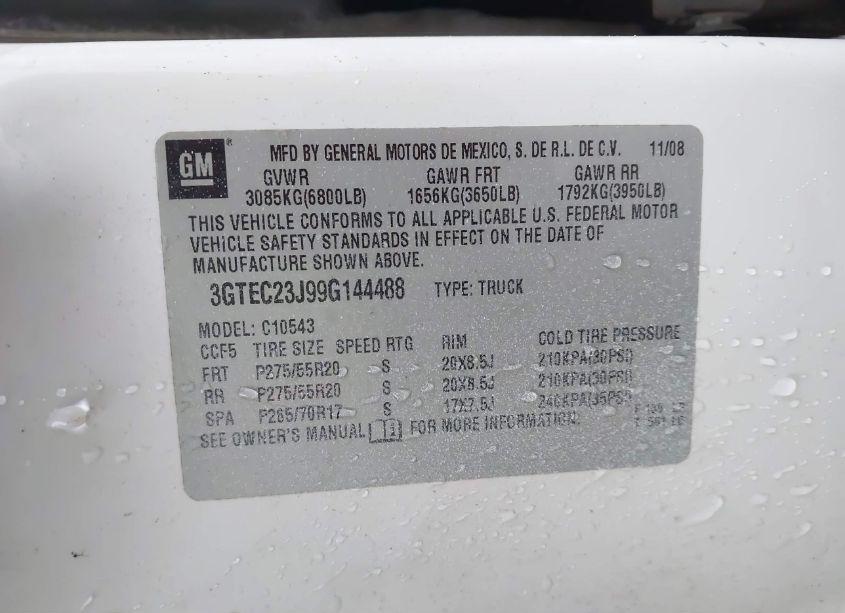 GM ® MFD BY GENERAL MOTORS DE MEXICO, S. DE R.L. DE C.V. 11/08
GVWR GAWR FRT GAWR RR
3085KG(6800LB) 1656KG(3650LB) 1792KG(3950LB)
THIS VEHICLE CONFORMS TO ALL APPLICABLE U.S. FEDERAL MOTOR
VEHICLE SAFETY STANDARDS IN EFFECT ON THE DATE OF
MANUFACTURE SHOWN ABOVE.
3GTEC23J99G144488 TYPE: TRUCK
MODEL: C10543
CCF5 TIRE SIZE SPEED RTG RIM COLD TIRE PRESSURE
FRT P275/55R20 S 20X8.5J 210KPA(30PSI)
RR P275/55R20 S 20X8.5J 210KPA(30PSI)
SPA P265/70R17 S 17X7.5J 240KPA(35PSI)
SEE OWNER'S MANUAL FOR MORE INFORMATION.